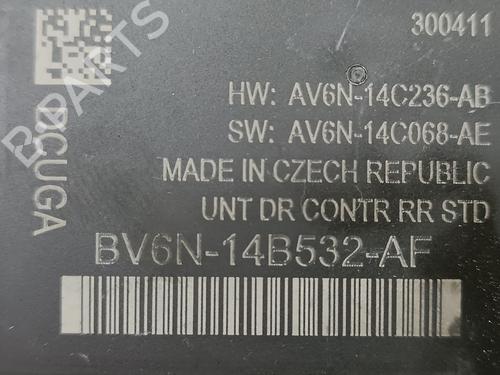 300411
HW: AV6N-14C236-AB
SW: AV6N-14C068-AE
MADE IN CZECH REPUBLIC
UNT DR CONTR RR STD
BV6N-14B532-AF
DCUGA
B-PARTS